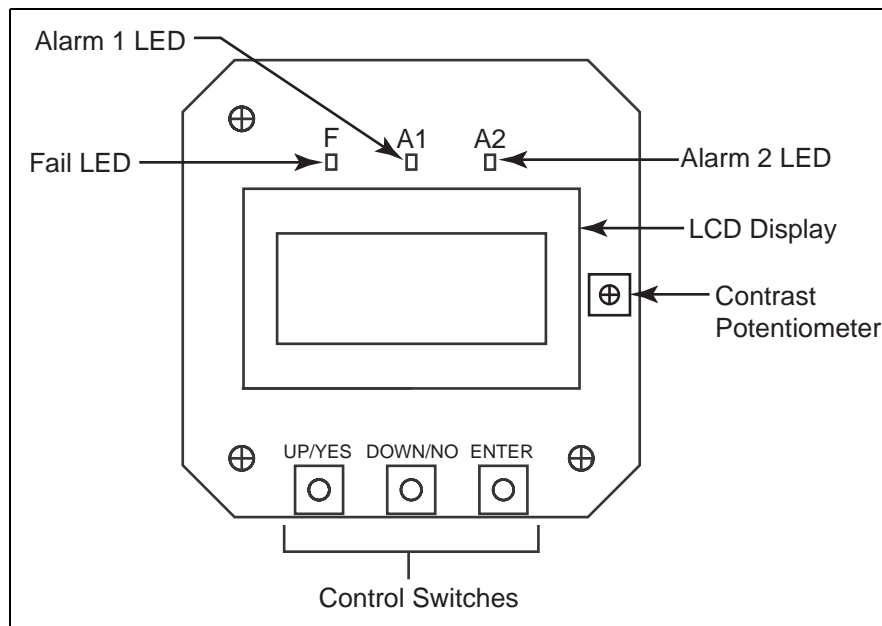 Alarm 1 LED
F A1 A2
Fail LED
Alarm 2 LED
LCD Display
Contrast
Potentiometer
UP/YES DOWN/NO ENTER
Control Switches